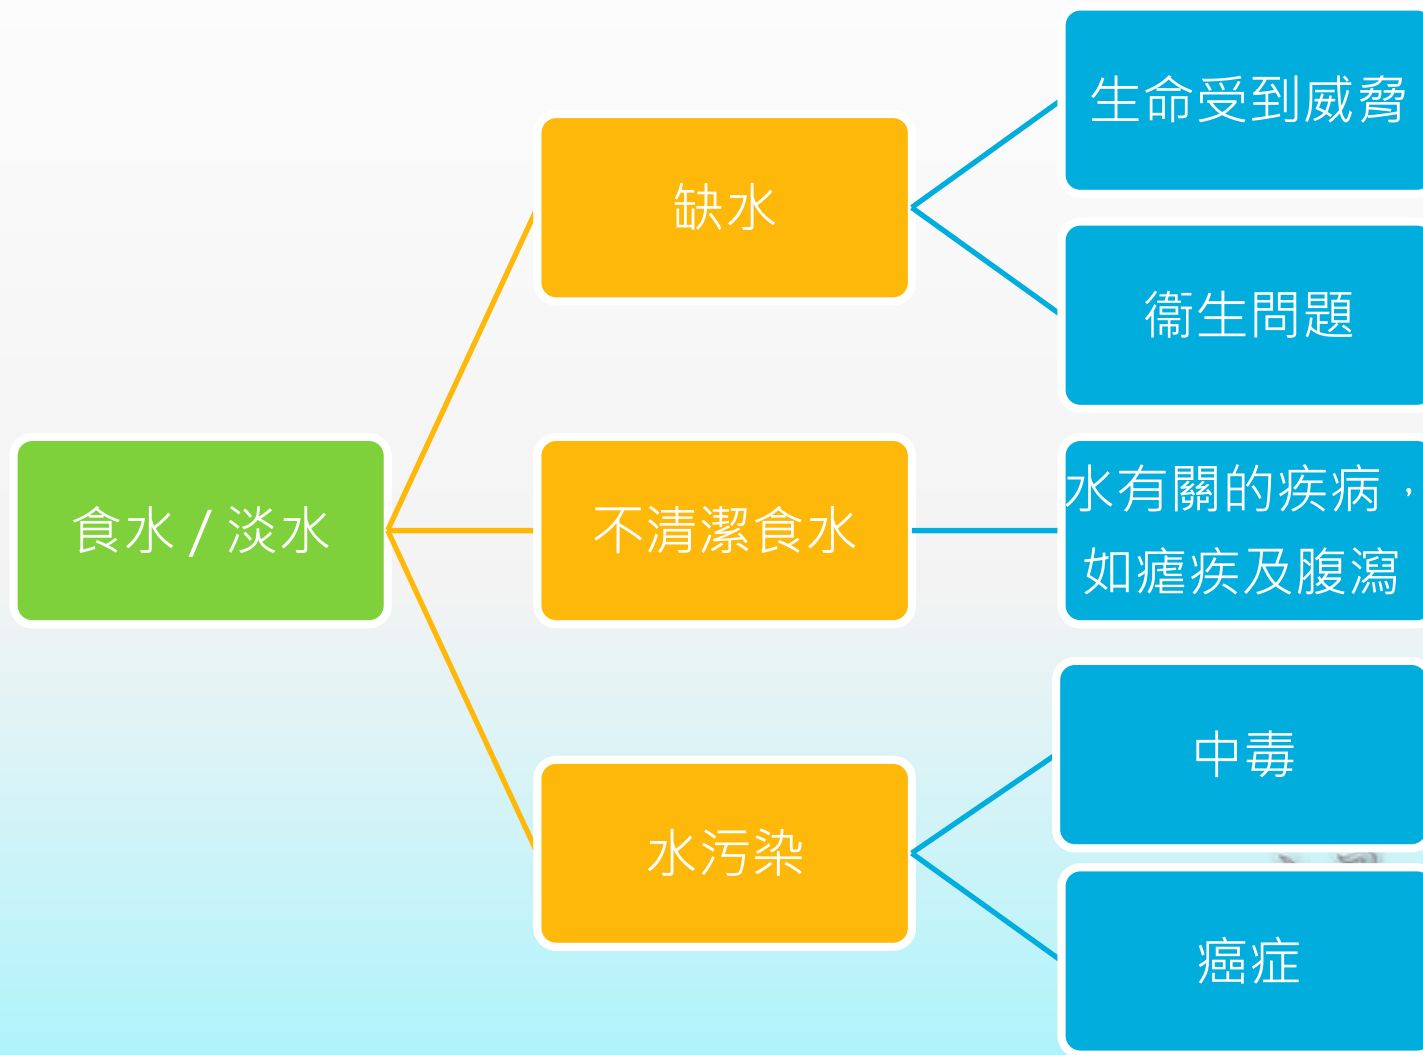 食水 / 淡水
缺水
生命受到威脅
衞生問題
不清潔食水
水有關的疾病，
如瘧疾及腹瀉
水污染
中毒
癌症